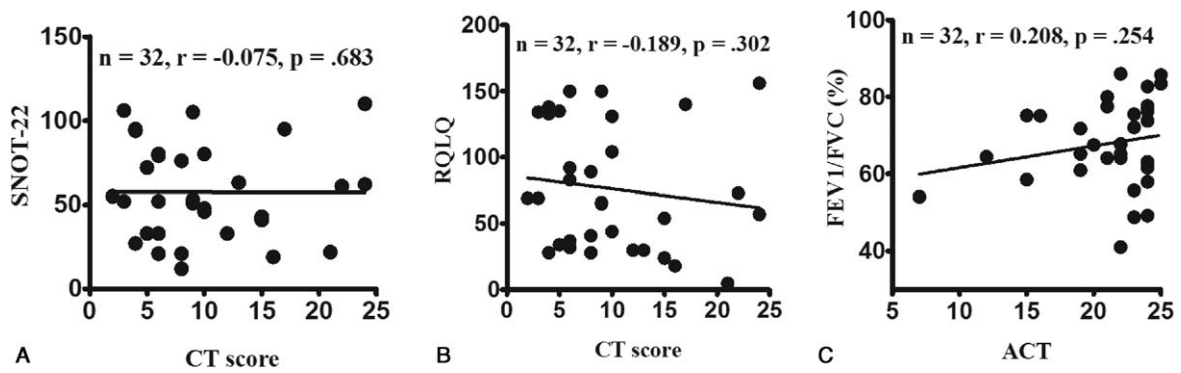 n = 32, r = -0.075, p = .683
SNOT-22
150
100
50
0
0 5 10 15 20 25
CT score
A
n = 32, r = -0.189, p = .302
RQLQ
200
150
100
50
0
0 5 10 15 20 25
CT score
B
n = 32, r = 0.208, p = .254
FEV1/FVC (%)
100
80
60
40
5 10 15 20 25
ACT
C